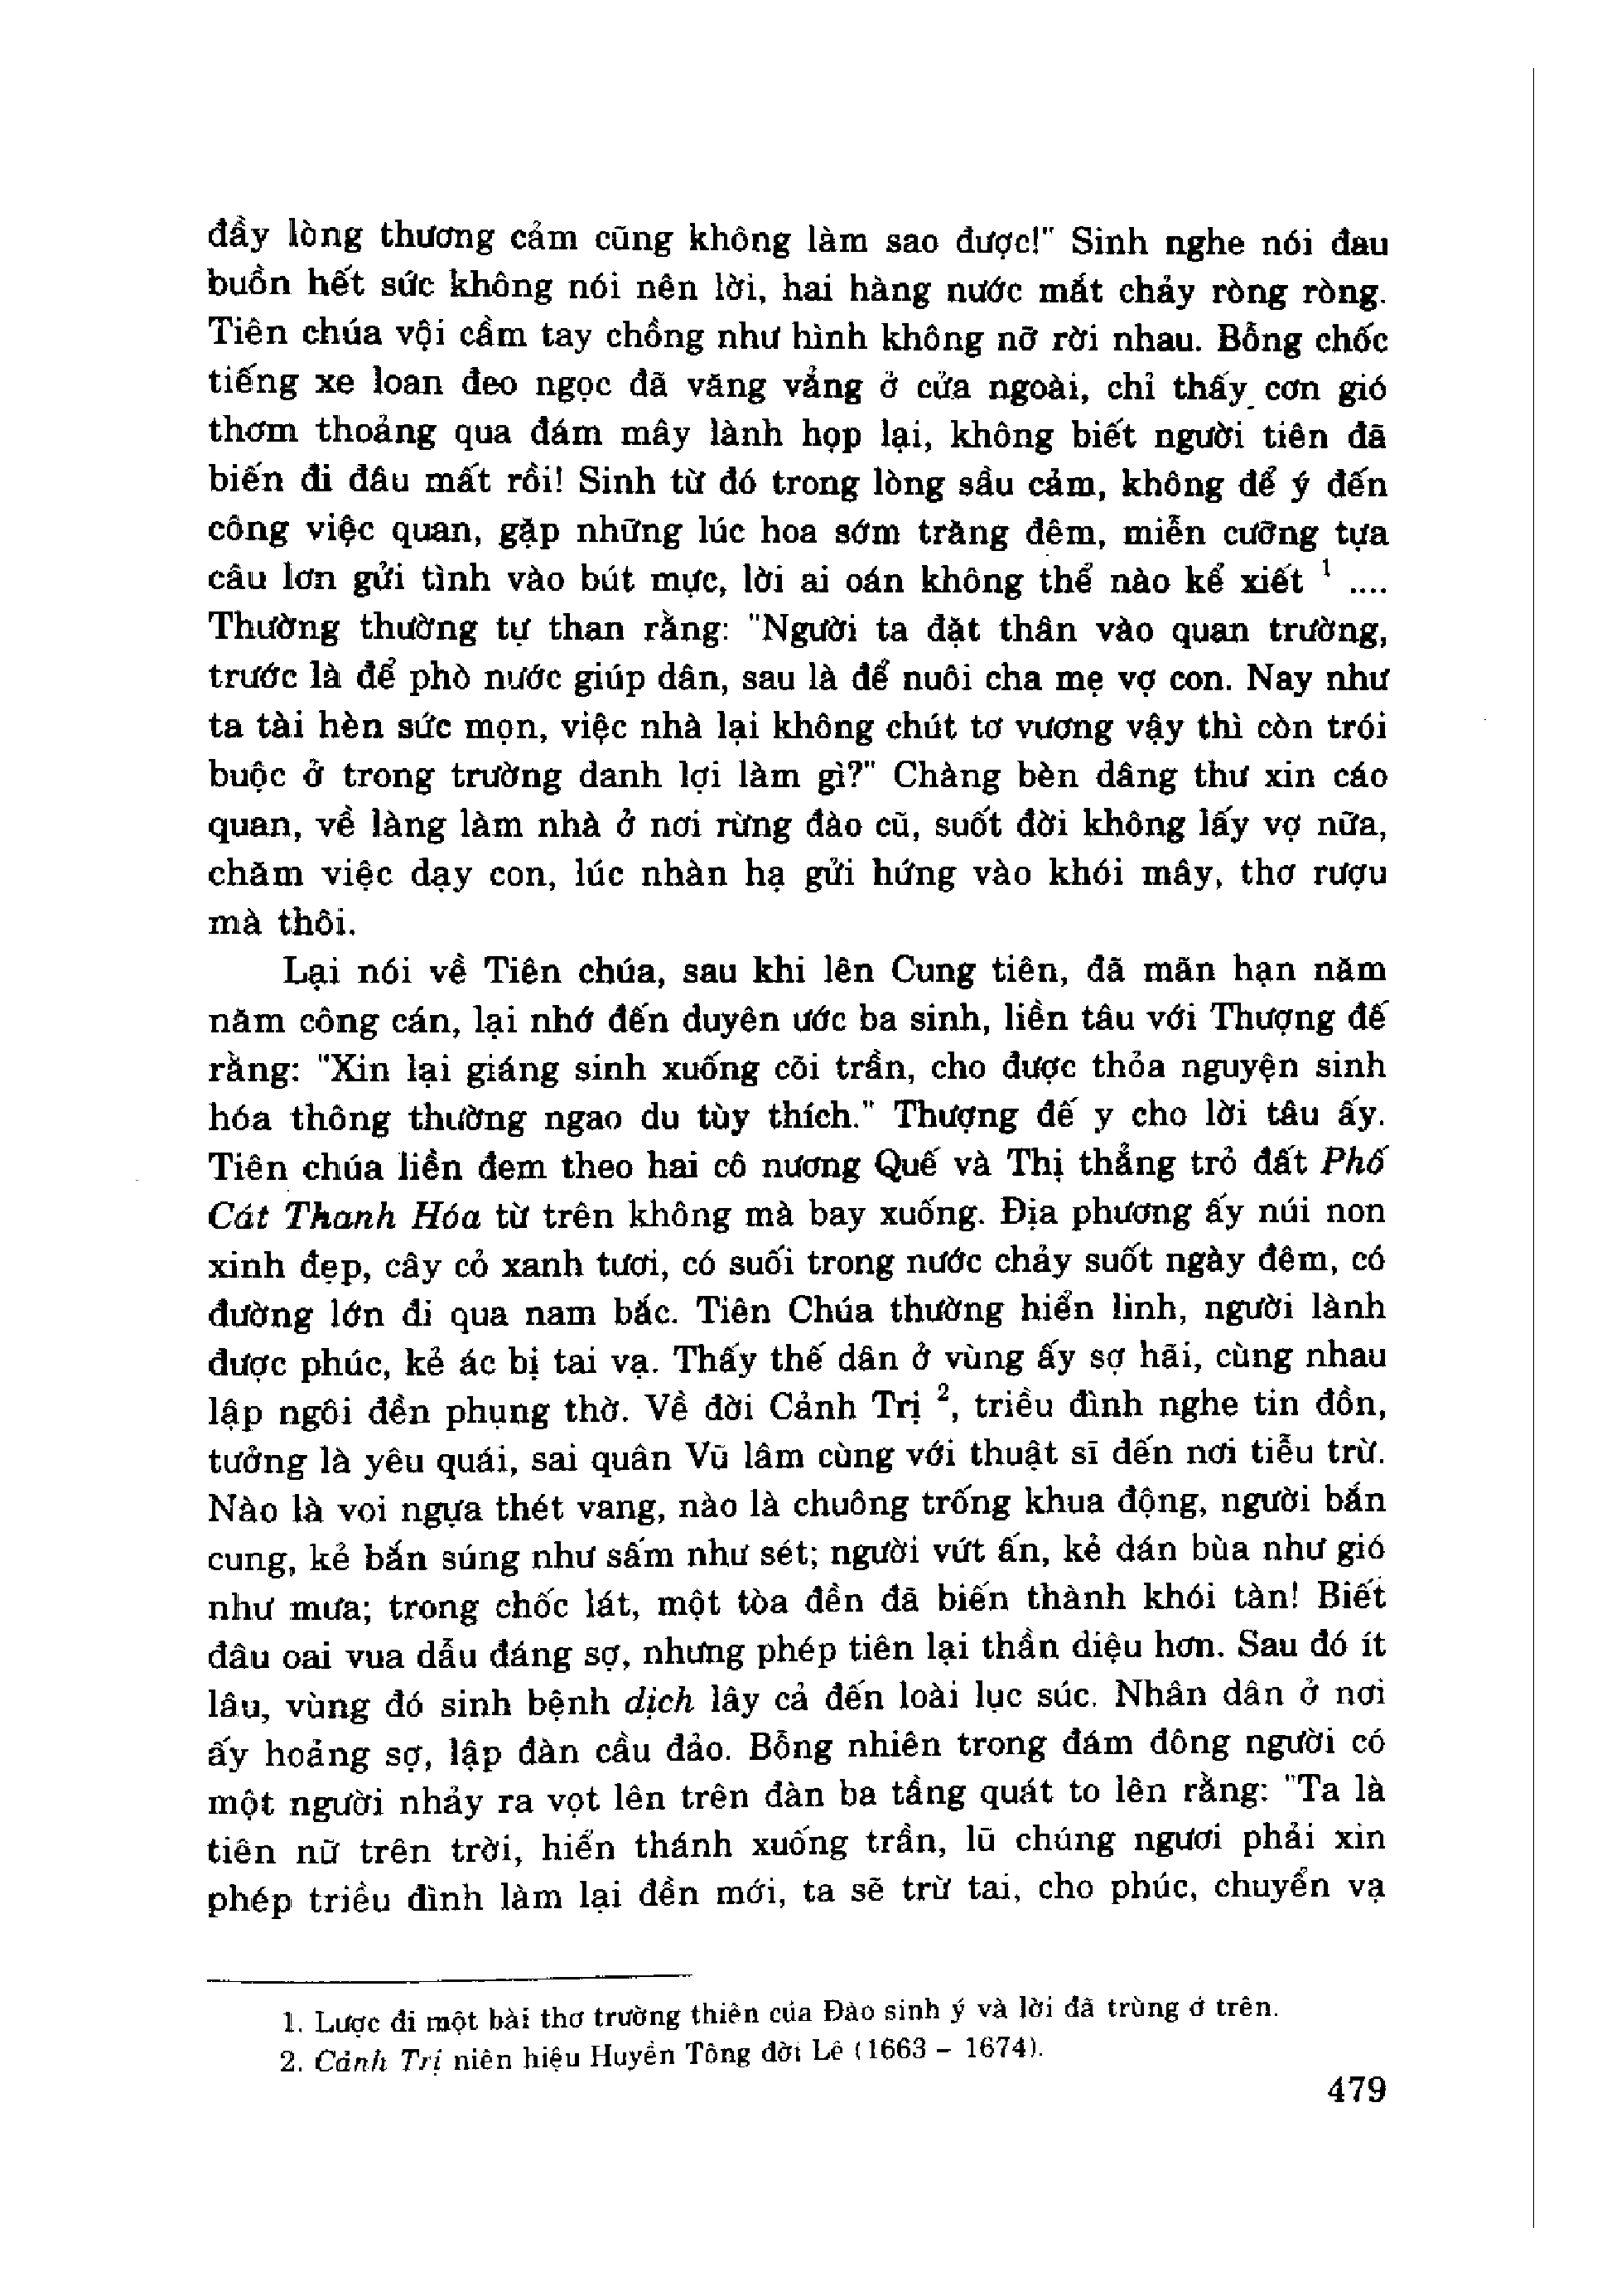 đầy lòng thương cảm cũng không làm sao được!" Sinh nghe nói đau
buồn hết sức không nói nên lời, hai hàng nước mắt chảy ròng ròng.
Tiên chúa vội cầm tay chồng như hình không nỡ rời nhau. Bỗng chốc
tiếng xe loan đeo ngọc đã văng vẳng ở cửa ngoài, chỉ thấy cơn gió
thơm thoảng qua đám mây lành họp lại, không biết người tiên đã
biến đi đâu mất rồi! Sinh từ đó trong lòng sầu cảm, không để ý đến
công việc quan, gặp những lúc hoa sớm trăng đêm, miễn cưỡng tựa
câu lơn gửi tình vào bút mực, lời ai oán không thể nào kể xiết ¹ ....
Thường thường tự than rằng: "Người ta đặt thân vào quan trường,
trước là để phò nước giúp dân, sau là để nuôi cha mẹ vợ con. Nay như
ta tài hèn sức mọn, việc nhà lại không chút tơ vương vậy thì còn trói
buộc ở trong trường danh lợi làm gì?" Chàng bèn dâng thư xin cáo
quan, về làng làm nhà ở nơi rừng đào cũ, suốt đời không lấy vợ nữa,
chăm việc dạy con, lúc nhàn hạ gửi hứng vào khói mây, thơ rượu
mà thôi.
Lại nói về Tiên chúa, sau khi lên Cung tiên, đã mãn hạn năm
năm công cán, lại nhớ đến duyên ước ba sinh, liền tâu với Thượng đế
rằng: "Xin lại giáng sinh xuống cõi trần, cho được thỏa nguyện sinh
hóa thông thường ngao du tùy thích." Thượng đế y cho lời tâu ấy.
Tiên chúa liền đem theo hai cô nương Quế và Thị thẳng trỏ đất Phố
Cát Thanh Hóa từ trên không mà bay xuống. Địa phương ấy núi non
xinh đẹp, cây cỏ xanh tươi, có suối trong nước chảy suốt ngày đêm, có
đường lớn đi qua nam bắc. Tiên Chúa thường hiển linh, người lành
được phúc, kẻ ác bị tai vạ. Thấy thế dân ở vùng ấy sợ hãi, cùng nhau
lập ngôi đền phụng thờ. Về đời Cảnh Trị ², triều đình nghe tin đồn,
tưởng là yêu quái, sai quân Vũ lâm cùng với thuật sĩ đến nơi tiễu trừ.
Nào là voi ngựa thét vang, nào là chuông trống khua động, người bắn
cung, kẻ bắn súng như sấm như sét; người vứt ấn, kẻ dán bùa như gió
như mưa; trong chốc lát, một tòa đền đã biến thành khói tàn! Biết
đâu oai vua dẫu đáng sợ, nhưng phép tiên lại thần diệu hơn. Sau đó ít
lâu, vùng đó sinh bệnh dịch lây cả đến loài lục súc. Nhân dân ở nơi
ấy hoảng sợ, lập đàn cầu đảo. Bỗng nhiên trong đám đông người có
một người nhảy ra vọt lên trên đàn ba tầng quát to lên rằng: "Ta là
tiên nữ trên trời, hiển thánh xuống trần, lũ chúng ngươi phải xin
phép triều đình làm lại đền mới, ta sẽ trừ tai, cho phúc, chuyển vạ
1. Lược đi một bài thơ trường thiên của Đào sinh ý và lời đã trùng ở trên.
2. Cảnh Trị niên hiệu Huyền Tông đời Lê (1663 – 1674).
479